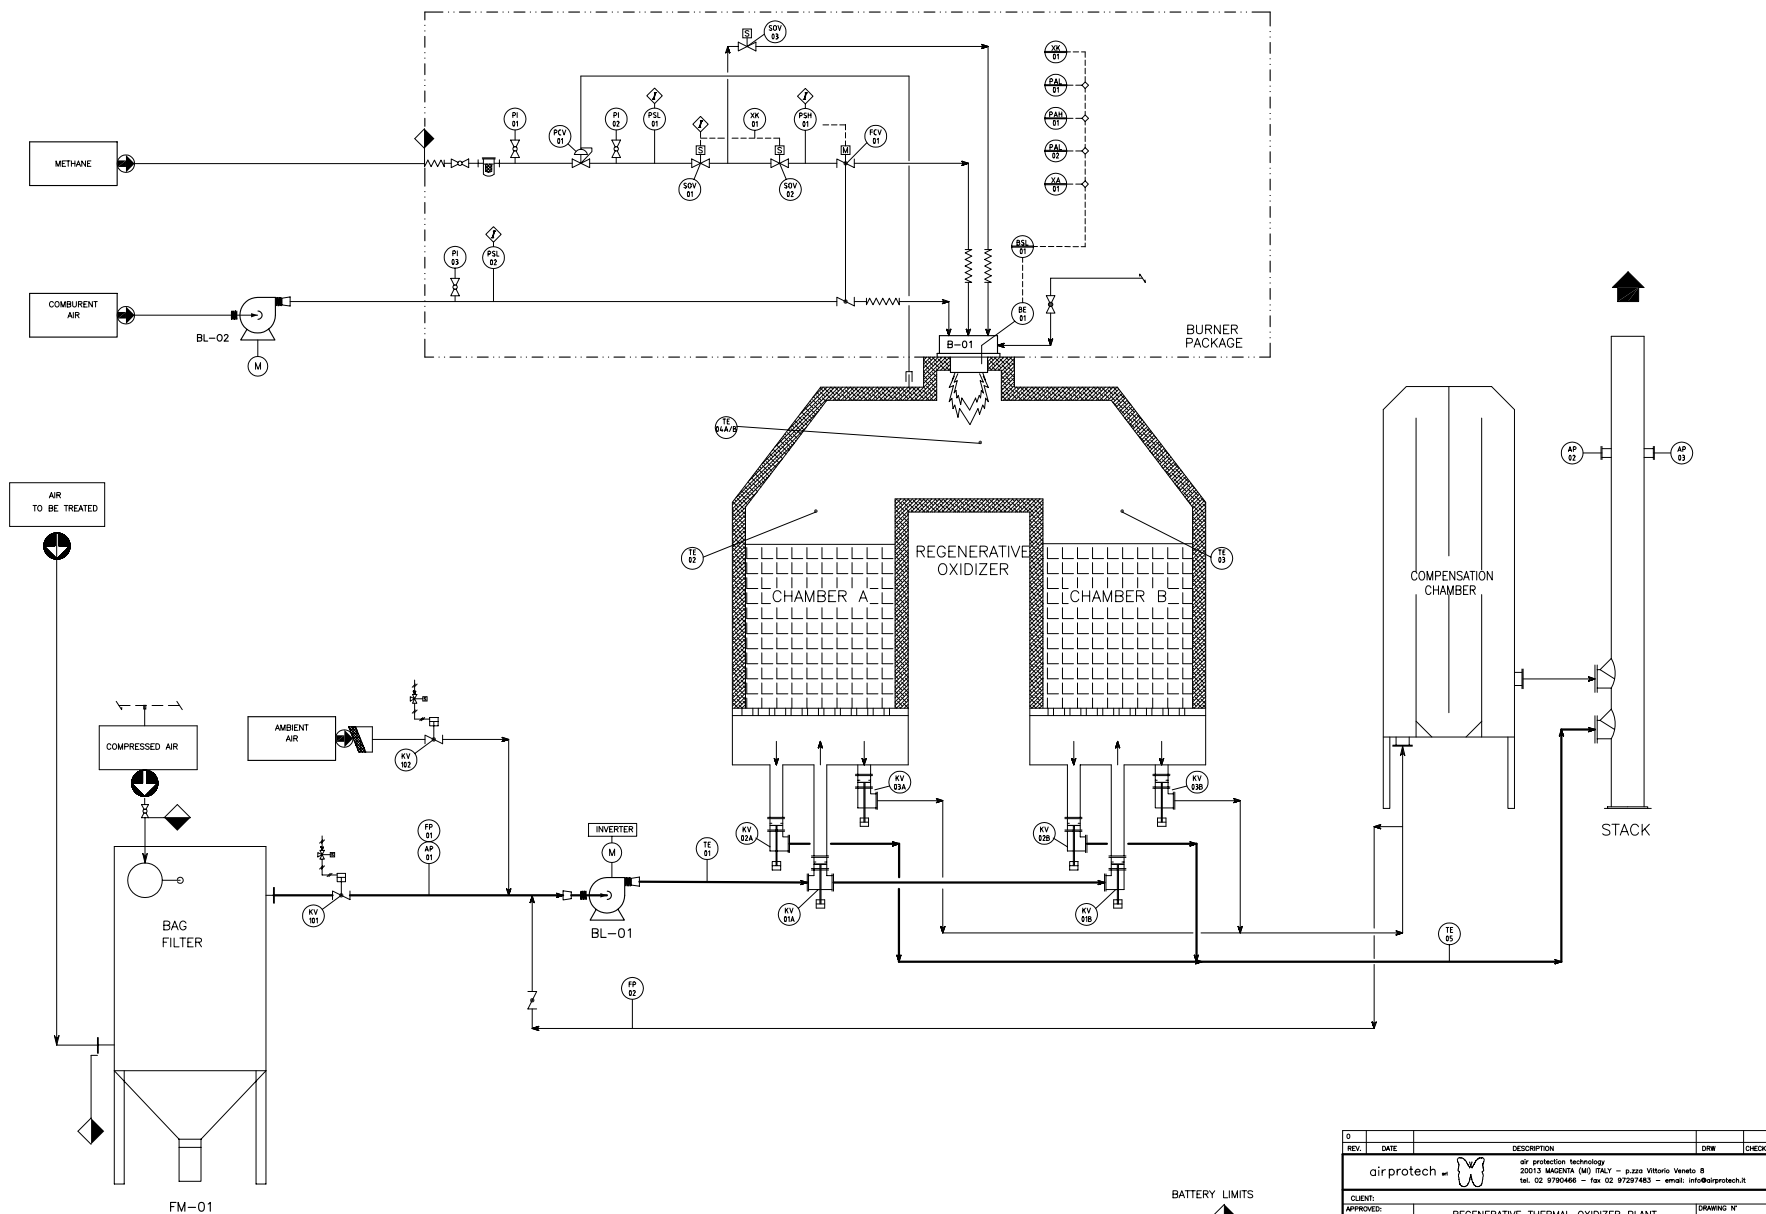 SOV
03
XK
01
PAL
01
PAH
01
PAL
02
XA
01
PI
01
PCV
01
PI
02
PSL
01
XK
01
PSH
01
FCV
01
S
S
S
M
SOV
01
SOV
02
METHANE
PI
03
PSL
02
BSL
01
BE
01
COMBURENT
AIR
BL-02
M
B-01
BURNER
PACKAGE
TE
04A/B
AP
02
AP
03
AIR
TO BE TREATED
TE
02
REGENERATIVE
OXIDIZER
TE
03
CHAMBER A
CHAMBER B
COMPENSATION
CHAMBER
AMBIENT
AIR
KV
102
COMPRESSED AIR
KV
03A
KV
03B
INVERTER
M
KV
02A
KV
02B
STACK
FP
01
AP
01
TE
01
KV
101
KV
01A
KV
01B
BAG
FILTER
BL-01
TE
05
FP
02
FM-01
BATTERY LIMITS
0
REV. DATE DESCRIPTION DRW CHECK
airprotech srl
air protection technology
20013 MAGENTA (MI) ITALY - p.zza Vittorio Veneto 8
tel. 02 9790466 - fax 02 97297483 - email: info@airprotech.it
CLIENT:
APPROVED:
REGENERATIVE THERMAL OXIDIZER PLANT
DRAWING N°